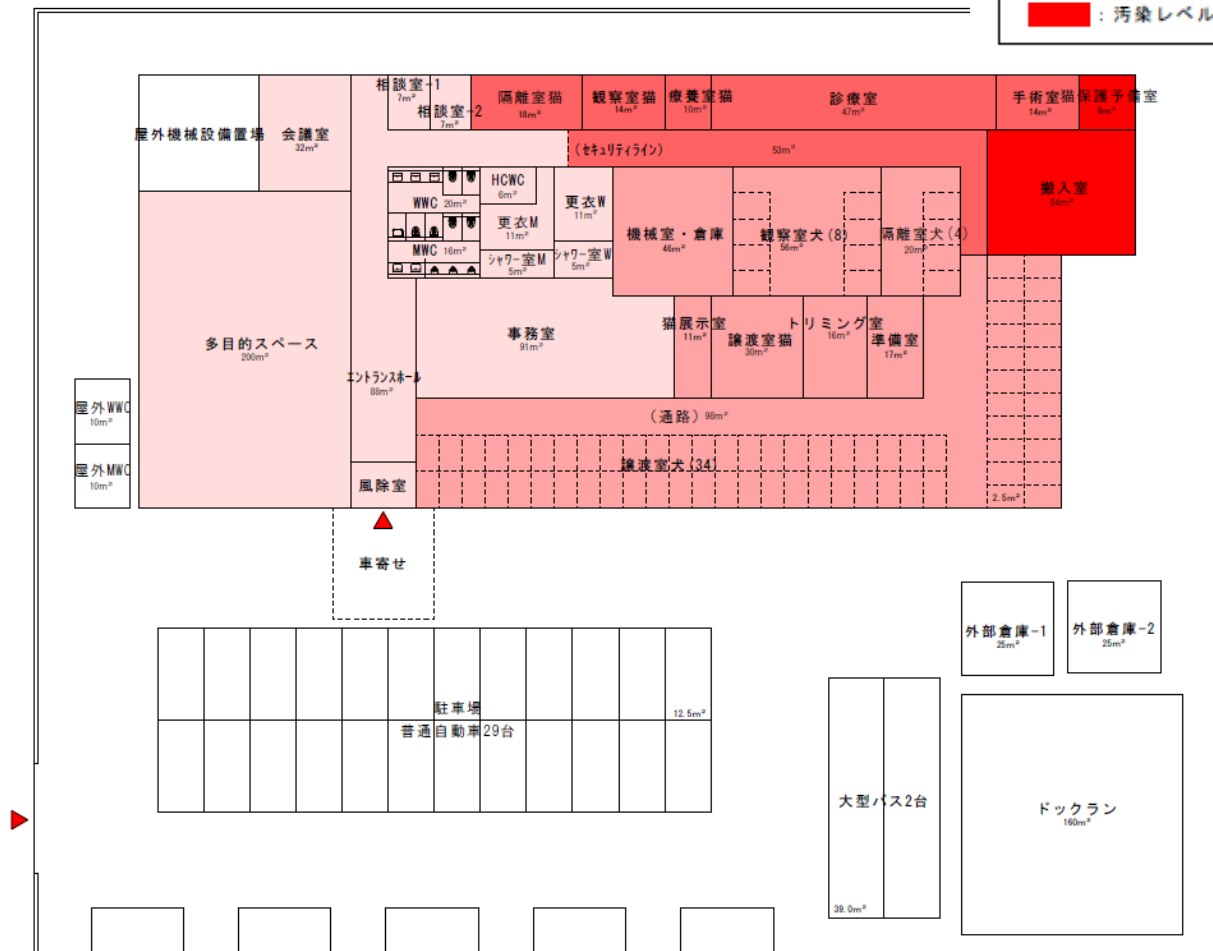 ：汚染レベル
相談室-1
7m²
相談室-2
7m²
隔離室猫
18m²
観察室猫
14m²
療養室猫
10m²
診療室
47m²
手術室猫
14m²
保護予備室
9m²
屋外機械設備置場
会議室
32m²
(セキュリティライン)
53m²
搬入室
54m²
HCWC
6m²
WWC 20m²
更衣M
11m²
更衣W
11m²
MWC 16m²
シャワー室M
5m²
シャワー室W
5m²
機械室・倉庫
46m²
観察室犬(8)
56m²
隔離室犬(4)
20m²
多目的スペース
200m²
事務室
91m²
猫展示室
11m²
譲渡室猫
30m²
トリミング室
16m²
準備室
17m²
エントランスホール
88m²
(通路) 98m²
譲渡室犬(34)
2.5m²
屋外WWC
10m²
屋外MWC
10m²
風除室
車寄せ
外部倉庫-1
25m²
外部倉庫-2
25m²
駐車場
12.5m²
普通自動車29台
大型バス2台
39.0m²
ドックラン
160m²